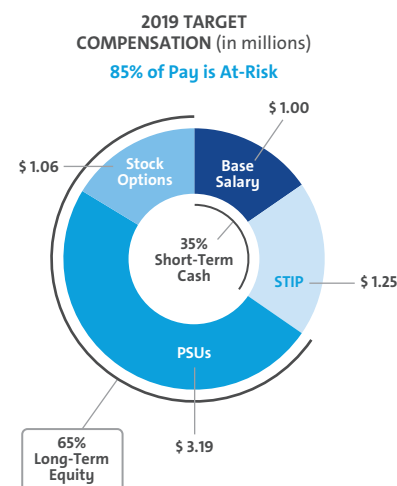 2019 TARGET
COMPENSATION (in millions)
85% of Pay is At-Risk
$ 1.00
$ 1.06
Stock
Options
Base
Salary
35%
Short-Term
Cash
STIP
$ 1.25
PSUs
$ 3.19
65%
Long-Term
Equity